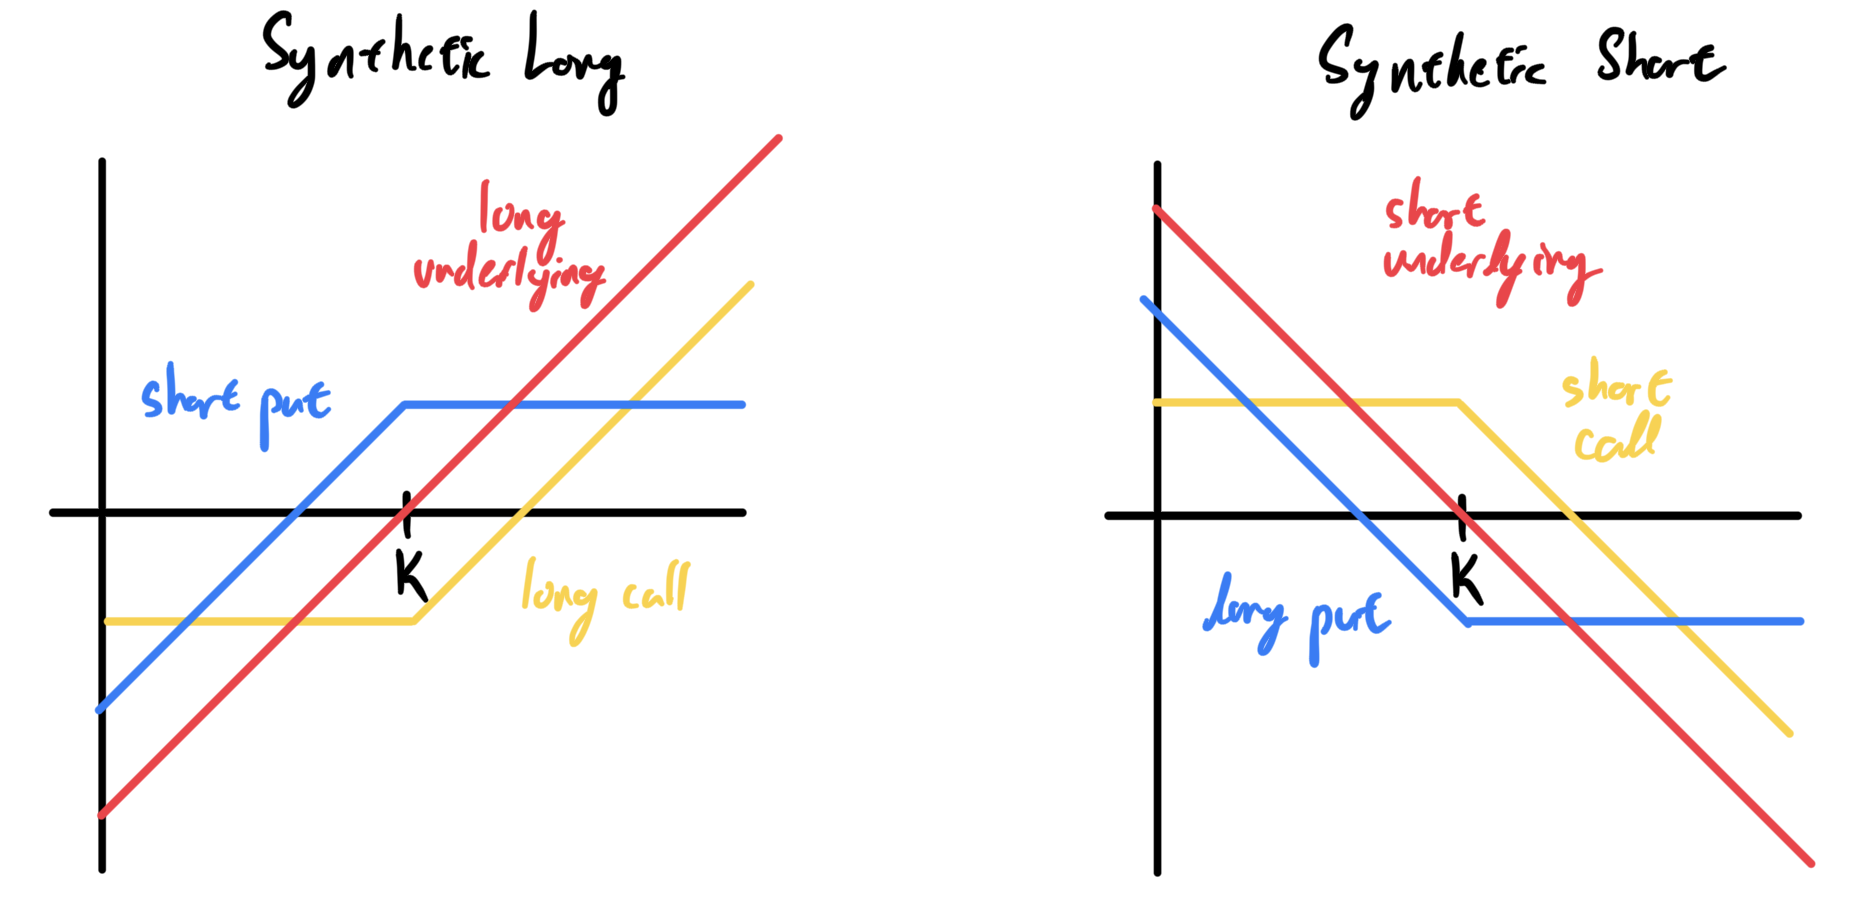 Synthetic Long
long
underlying
short put
K
long call
Synthetic Short
short
underlying
short
call
K
long put